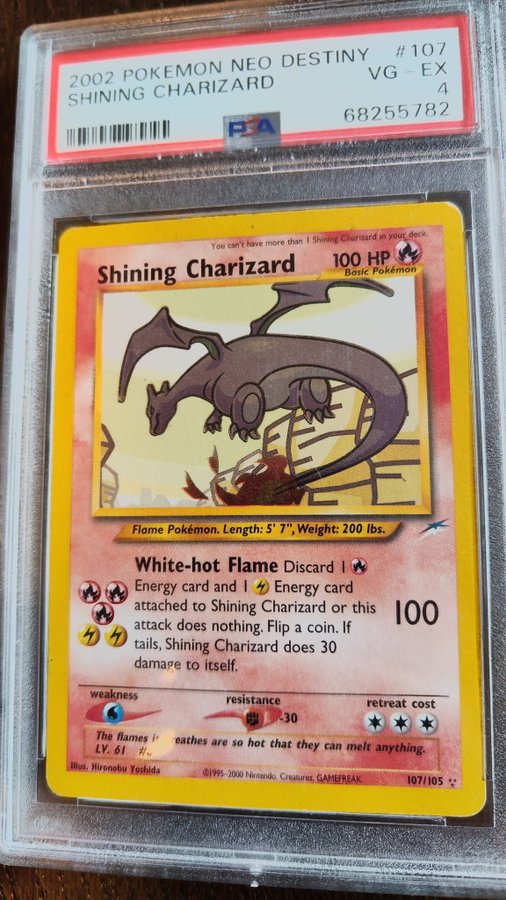 2002 POKEMON NEO DESTINY #107
SHINING CHARIZARD VG - EX
4
PSA 68255782
You can't have more than 1 Shining Charizard in your deck.
Shining Charizard 100 HP
Basic Pokémon
Flame Pokémon. Length: 5' 7", Weight: 200 lbs.
White-hot Flame Discard 1
Energy card and 1 Energy card
attached to Shining Charizard or this
attack does nothing. Flip a coin. If
tails, Shining Charizard does 30
damage to itself.
100
weakness resistance retreat cost
-30
The flames it breathes are so hot that they can melt anything.
LV. 61
Illus. Hironobu Yoshida ©1995-2000 Nintendo, Creatures, GAMEFREAK. 107/105